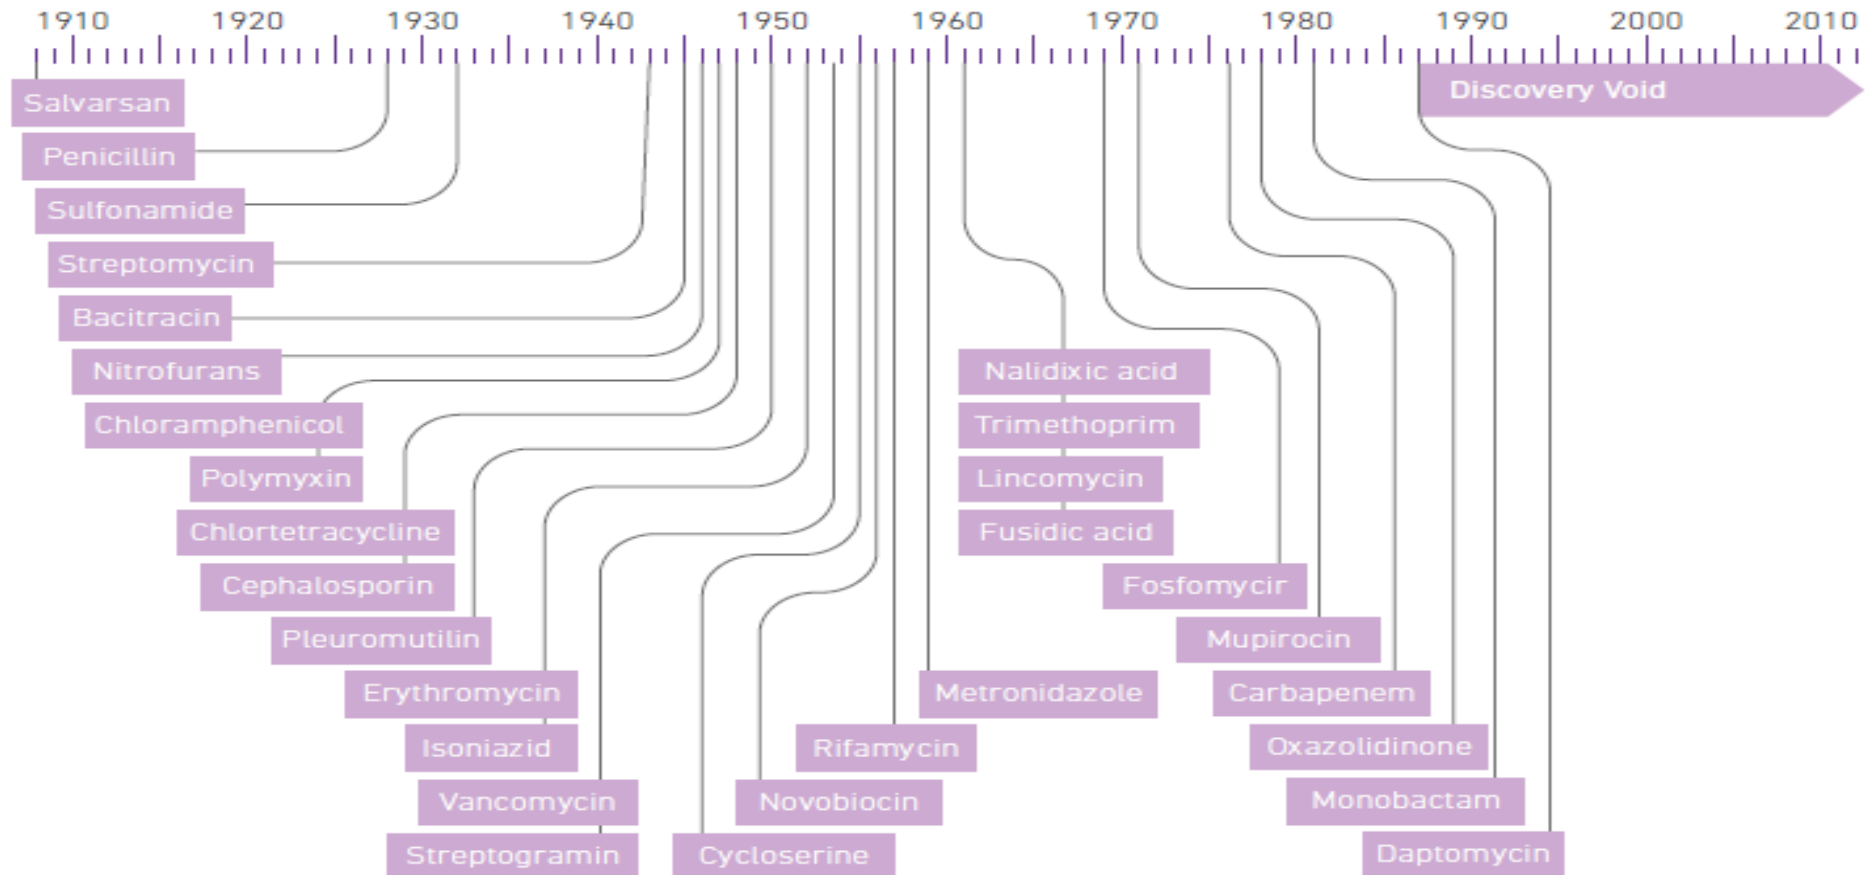 1910 1920 1930 1940 1950 1960 1970 1980 1990 2000 2010
Discovery Void
Salvarsan
Penicillin
Sulfonamide
Streptomycin
Bacitracin
Nitrofurans
Chloramphenicol
Polymyxin
Chlortetracycline
Cephalosporin
Pleuromutilin
Erythromycin
Isoniazid
Vancomycin
Streptogramin
Cycloserine
Novobiocin
Rifamycin
Metronidazole
Nalidixic acid
Trimethoprim
Lincomycin
Fusidic acid
Fosfomycir
Mupirocin
Carbapenem
Oxazolidinone
Monobactam
Daptomycin